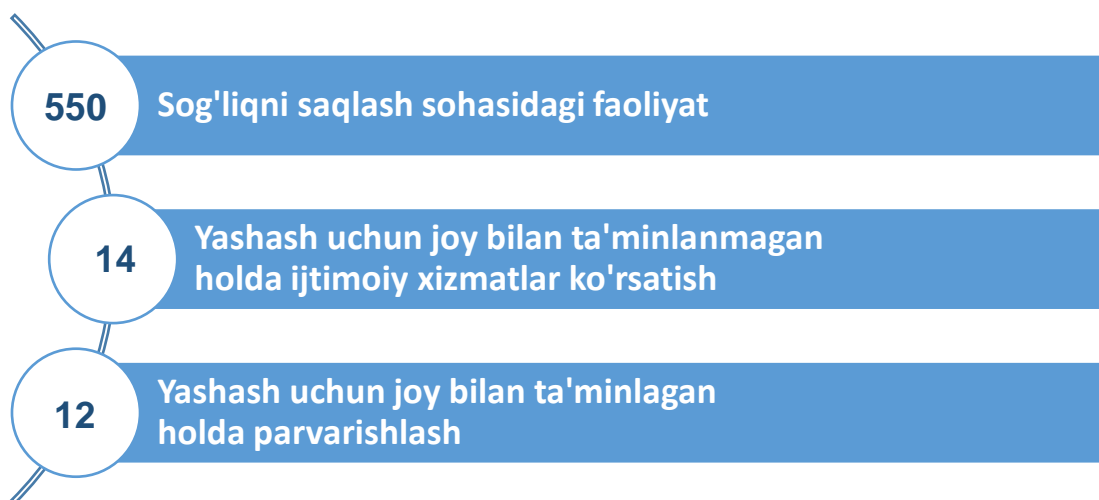 550
Sog'liqni saqlash sohasidagi faoliyat
14
Yashash uchun joy bilan ta'minlanmagan
holda ijtimoiy xizmatlar ko'rsatish
12
Yashash uchun joy bilan ta'minlagan
holda parvarishlash